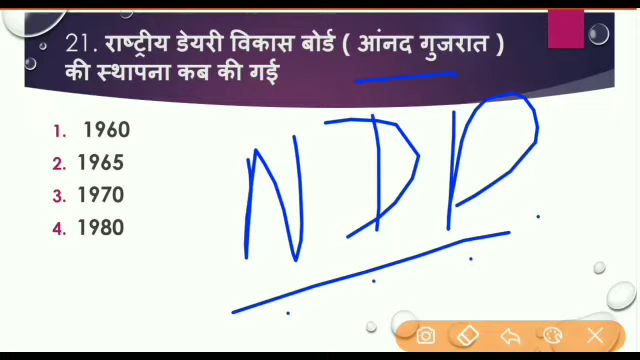 21. राष्ट्रीय डेयरी विकास बोर्ड ( आंनद गुजरात )
की स्थापना कब की गई
1. 1960
2. 1965
3. 1970
4. 1980
NDD